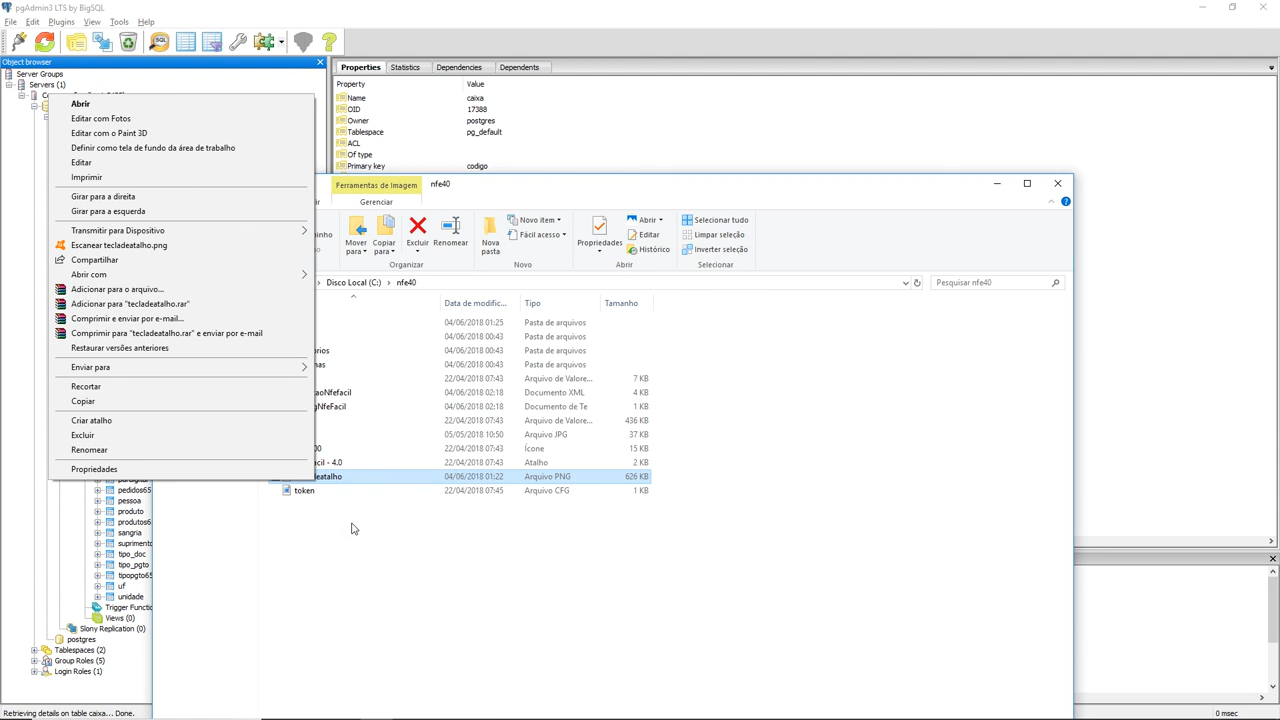 pgAdmin3 LTS by BigSQL
File Edit Plugins View Tools Help
Object browser
Server Groups
Servers (1)
Abrir
Editar com Fotos
Editar com o Paint 3D
Definir como tela de fundo da área de trabalho
Editar
Imprimir
Girar para a direita
Girar para a esquerda
Transmitir para Dispositivo
Escanear tecladeatalho.png
Compartilhar
Abrir com
Adicionar para o arquivo...
Adicionar para "tecladeatalho.rar"
Comprimir e enviar por e-mail...
Comprimir para "tecladeatalho.rar" e enviar por e-mail
Restaurar versões anteriores
Enviar para
Recortar
Copiar
Criar atalho
Excluir
Renomear
Propriedades
pedidos65
pessoa
produto
produtos6
sangria
suprimento
tipo_doc
tipo_pgto
tipopgto65
uf
unidade
Trigger Functi
Views (0)
Slony Replication (0)
postgres
Tablespaces (2)
Group Roles (5)
Login Roles (1)
Retrieving details on table caixa... Done.
0 msec
Properties Statistics Dependencies Dependents
Property Value
Name caixa
OID 17388
Owner postgres
Tablespace pg_default
ACL
Of type
Primary key codigo
Ferramentas de Imagem nfe40
Gerenciar
Mover para
Copiar para
Excluir
Renomear
Organizar
Nova pasta
Novo item
Fácil acesso
Novo
Propriedades
Abrir
Editar
Histórico
Abrir
Selecionar tudo
Limpar seleção
Inverter seleção
Selecionar
Disco Local (C:) nfe40
Pesquisar nfe40
Data de modific... Tipo Tamanho
04/06/2018 01:25 Pasta de arquivos
04/06/2018 00:43 Pasta de arquivos
04/06/2018 00:43 Pasta de arquivos
04/06/2018 00:43 Pasta de arquivos
22/04/2018 07:43 Arquivo de Valore... 7 KB
aoNfefacil 04/06/2018 02:18 Documento XML 4 KB
gNfeFacil 04/06/2018 02:18 Documento de Te 1 KB
22/04/2018 07:43 Arquivo de Valore... 436 KB
05/05/2018 10:50 Arquivo JPG 37 KB
00 22/04/2018 07:43 Ícone 15 KB
cil - 4.0 22/04/2018 07:43 Atalho 2 KB
eatalho 04/06/2018 01:22 Arquivo PNG 626 KB
token 22/04/2018 07:45 Arquivo CFG 1 KB